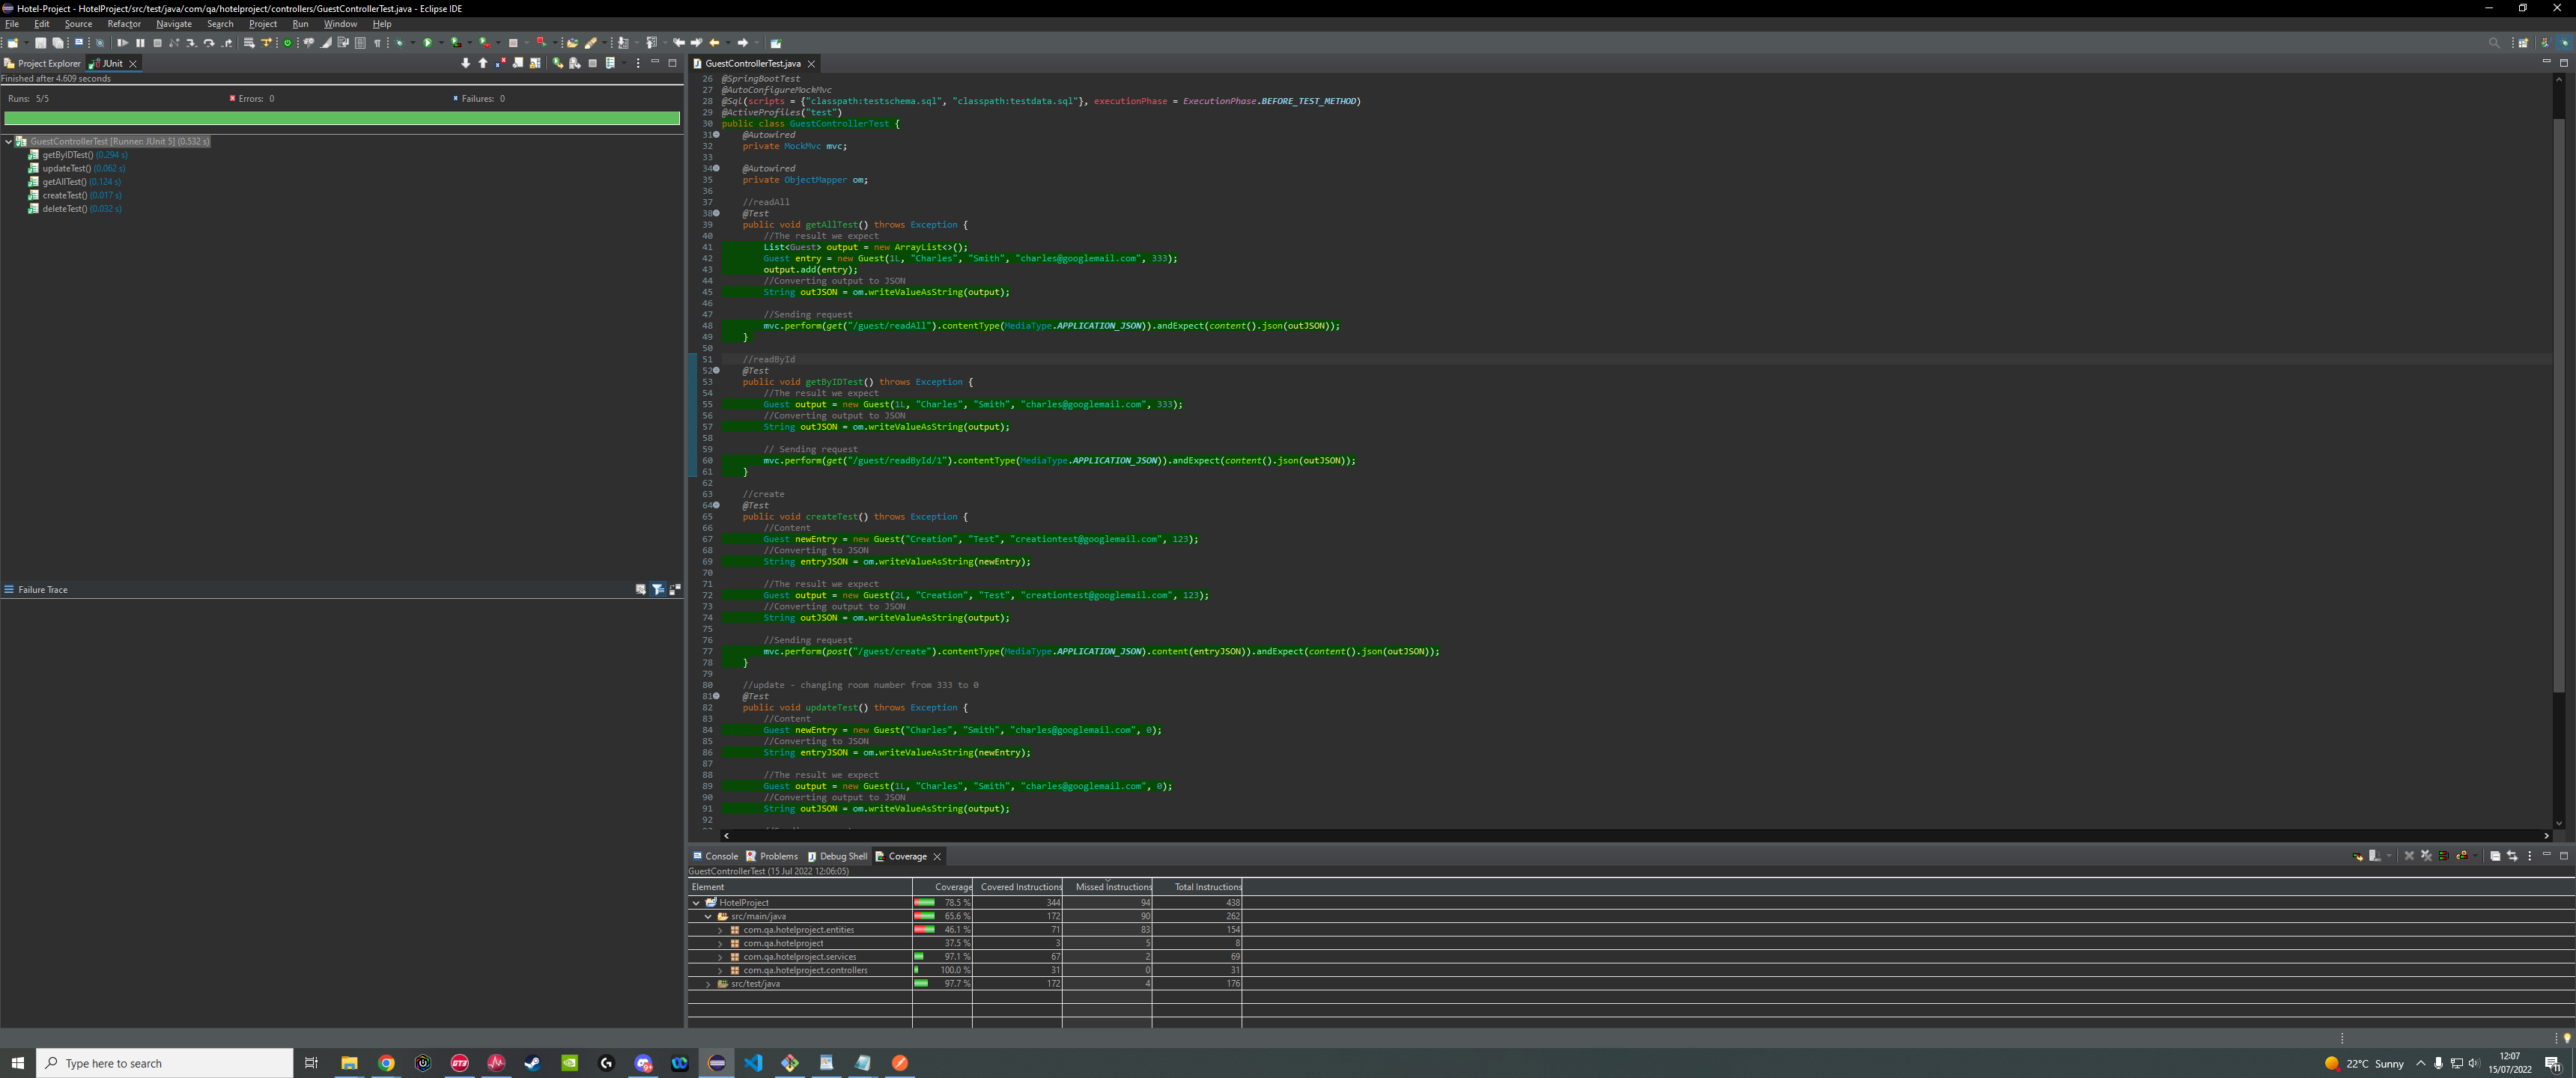 Hotel-Project - HotelProject/src/test/java/com/qa/hotelproject/controllers/GuestControllerTest.java - Eclipse IDE
File Edit Source Refactor Navigate Search Project Run Window Help
Project Explorer JUnit
Finished after 4.609 seconds
Runs: 5/5 Errors: 0 Failures: 0
GuestControllerTest [Runner: JUnit 5] (0.532 s)
getByIDTest() (0.294 s)
updateTest() (0.062 s)
getAllTest() (0.124 s)
createTest() (0.017 s)
deleteTest() (0.032 s)
Failure Trace
GuestControllerTest.java
26 @SpringBootTest
27 @AutoConfigureMockMvc
28 @Sql(scripts = {"classpath:testschema.sql", "classpath:testdata.sql"}, executionPhase = ExecutionPhase.BEFORE_TEST_METHOD)
29 @ActiveProfiles("test")
30 public class GuestControllerTest {
31 @Autowired
32 private MockMvc mvc;
33
34 @Autowired
35 private ObjectMapper om;
36
37 //readAll
38 @Test
39 public void getAllTest() throws Exception {
40 //The result we expect
41 List<Guest> output = new ArrayList<>();
42 Guest entry = new Guest(1L, "Charles", "Smith", "charles@googlemail.com", 333);
43 output.add(entry);
44 //Converting output to JSON
45 String outJSON = om.writeValueAsString(output);
46
47 //Sending request
48 mvc.perform(get("/guest/readAll").contentType(MediaType.APPLICATION_JSON)).andExpect(content().json(outJSON));
49 }
50
51 //readById
52 @Test
53 public void getByIDTest() throws Exception {
54 //The result we expect
55 Guest output = new Guest(1L, "Charles", "Smith", "charles@googlemail.com", 333);
56 //Converting output to JSON
57 String outJSON = om.writeValueAsString(output);
58
59 // Sending request
60 mvc.perform(get("/guest/readById/1").contentType(MediaType.APPLICATION_JSON)).andExpect(content().json(outJSON));
61 }
62
63 //create
64 @Test
65 public void createTest() throws Exception {
66 //Content
67 Guest newEntry = new Guest("Creation", "Test", "creationtest@googlemail.com", 123);
68 //Converting to JSON
69 String entryJSON = om.writeValueAsString(newEntry);
70
71 //The result we expect
72 Guest output = new Guest(2L, "Creation", "Test", "creationtest@googlemail.com", 123);
73 //Converting output to JSON
74 String outJSON = om.writeValueAsString(output);
75
76 //Sending request
77 mvc.perform(post("/guest/create").contentType(MediaType.APPLICATION_JSON).content(entryJSON)).andExpect(content().json(outJSON));
78 }
79
80 //update - changing room number from 333 to 0
81 @Test
82 public void updateTest() throws Exception {
83 //Content
84 Guest newEntry = new Guest("Charles", "Smith", "charles@googlemail.com", 0);
85 //Converting to JSON
86 String entryJSON = om.writeValueAsString(newEntry);
87
88 //The result we expect
89 Guest output = new Guest(1L, "Charles", "Smith", "charles@googlemail.com", 0);
90 //Converting output to JSON
91 String outJSON = om.writeValueAsString(output);
92
Console Problems Debug Shell Coverage
GuestControllerTest (15 Jul 2022 12:06:05)
Element Coverage Covered Instructions Missed Instructions Total Instructions
HotelProject 78.5 % 344 94 438
src/main/java 65.6 % 172 90 262
com.qa.hotelproject.entities 46.1 % 71 83 154
com.qa.hotelproject 37.5 % 3 5 8
com.qa.hotelproject.services 97.1 % 67 2 69
com.qa.hotelproject.controllers 100.0 % 31 0 31
src/test/java 97.7 % 172 4 176
Type here to search
GT3
9+
22°C Sunny
12:07
15/07/2022
11